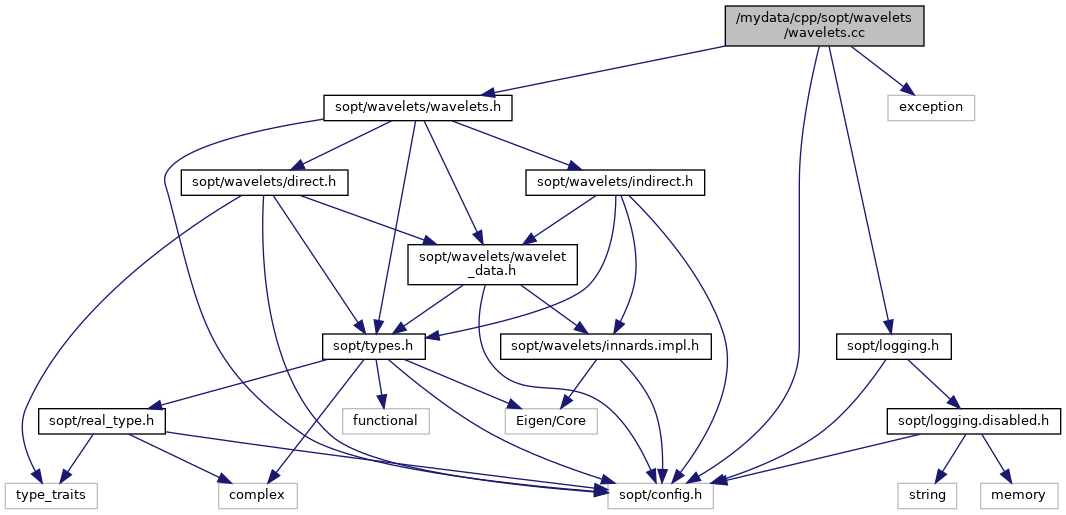 /mydata/cpp/sopt/wavelets
/wavelets.cc
sopt/wavelets/wavelets.h
exception
sopt/wavelets/direct.h
sopt/wavelets/indirect.h
sopt/wavelets/wavelet
_data.h
sopt/types.h
sopt/wavelets/innards.impl.h
sopt/logging.h
sopt/real_type.h
functional
Eigen/Core
sopt/logging.disabled.h
type_traits
complex
sopt/config.h
string
memory